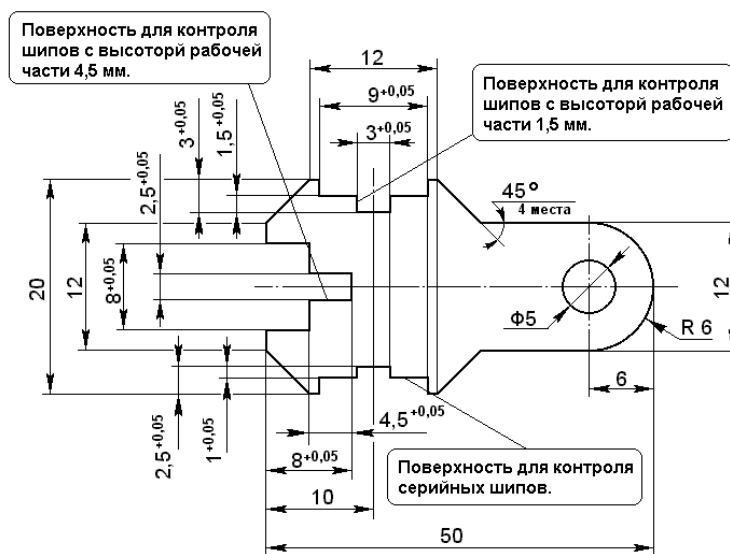 Поверхность для контроля
шипов с высоторй рабочей
части 4,5 мм.
12
9+0,05
3+0,05
Поверхность для контроля
шипов с высоторй рабочей
части 1,5 мм.
3+0,05
1,5+0,05
2,5+0,05
45°
4 места
20
12
8+0,05
Ф5
12
R 6
6
2,5+0,05
1+0,05
4,5+0,05
8+0,05
Поверхность для контроля
серийных шипов.
10
50